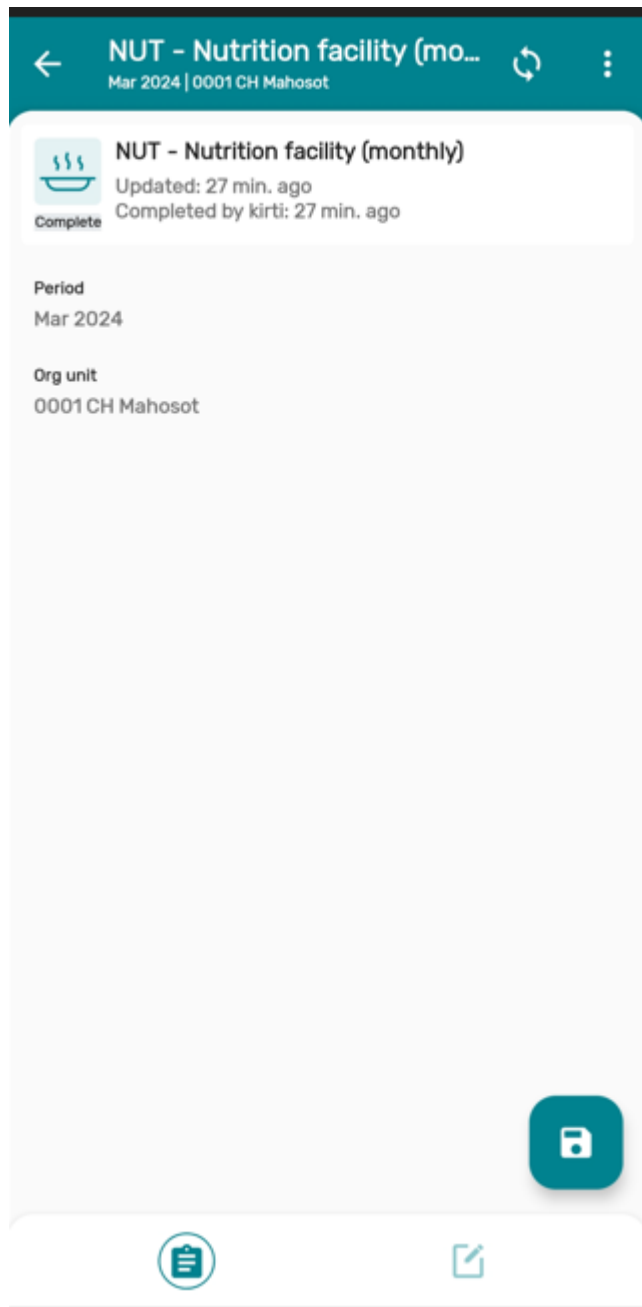 NUT - Nutrition facility (mo...
Mar 2024 | 0001 CH Mahosot
NUT - Nutrition facility (monthly)
Updated: 27 min. ago
Completed by kirti: 27 min. ago
Complete
Period
Mar 2024
Org unit
0001 CH Mahosot